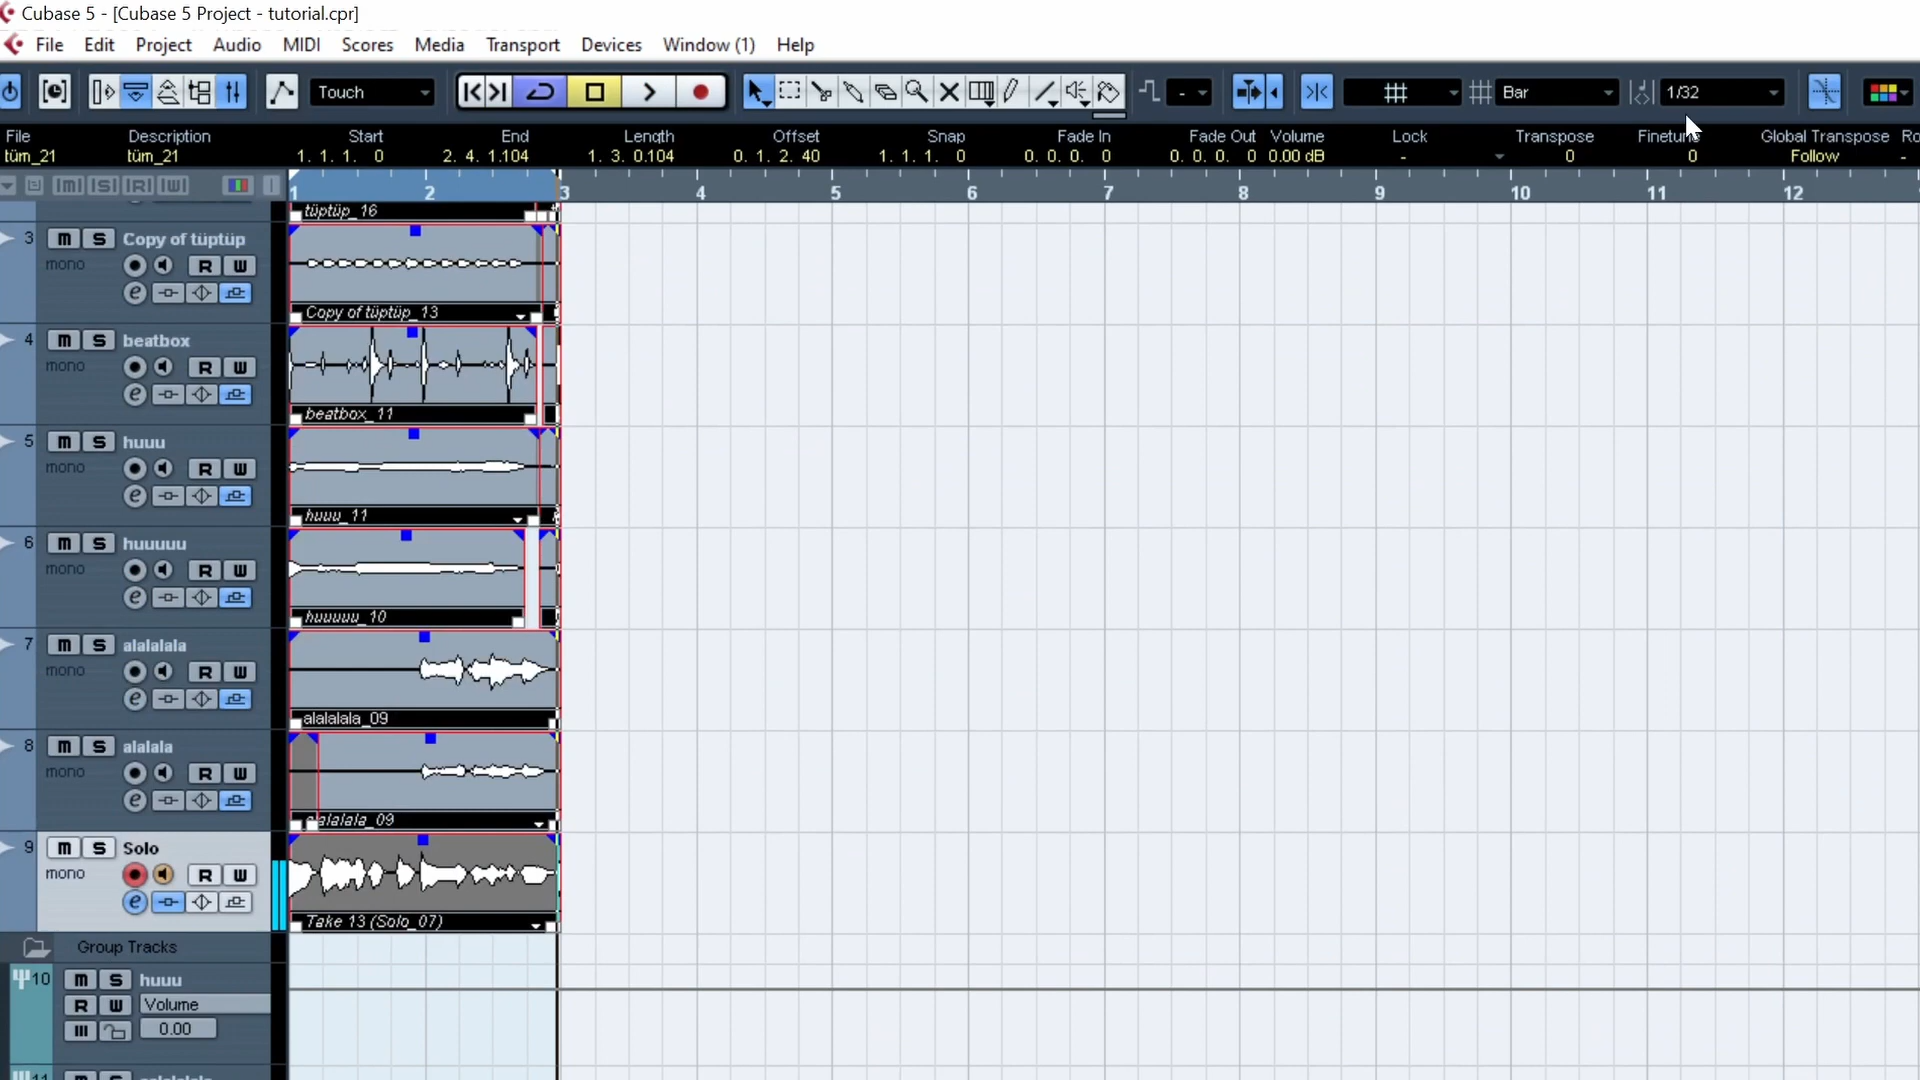 Cubase 5 - [Cubase 5 Project - tutorial.cpr]
File Edit Project Audio MIDI Scores Media Transport Devices Window (1) Help
Touch - Bar 1/32
File Description Start End Length Offset Snap Fade In Fade Out Volume Lock Transpose Finetune Global Transpose
tüm_21 tüm_21 1. 1. 1. 0 2. 4. 1.104 1. 3. 0.104 0. 1. 2. 40 1. 1. 1. 0 0. 0. 0. 0 0. 0. 0. 0 0.00 dB - 0 0 Follow -
[M] [S] [R] [W] 1 2 3 4 5 6 7 8 9 10 11 12
tüptüp_16
3 m S Copy of tüptüp
mono R W
e
Copy of tüptüp_13
4 m S beatbox
mono R W
e
beatbox_11
5 m S huuu
mono R W
e
huuu_11
6 m S huuuuu
mono R W
e
huuuuu_10
7 m S alalalala
mono R W
e
alalalala_09
8 m S alalala
mono R W
e
alalalala_09
9 m S Solo
mono R W
e
Take 13 (Solo_07)
Group Tracks
10 m S huuu
R W Volume
0.00